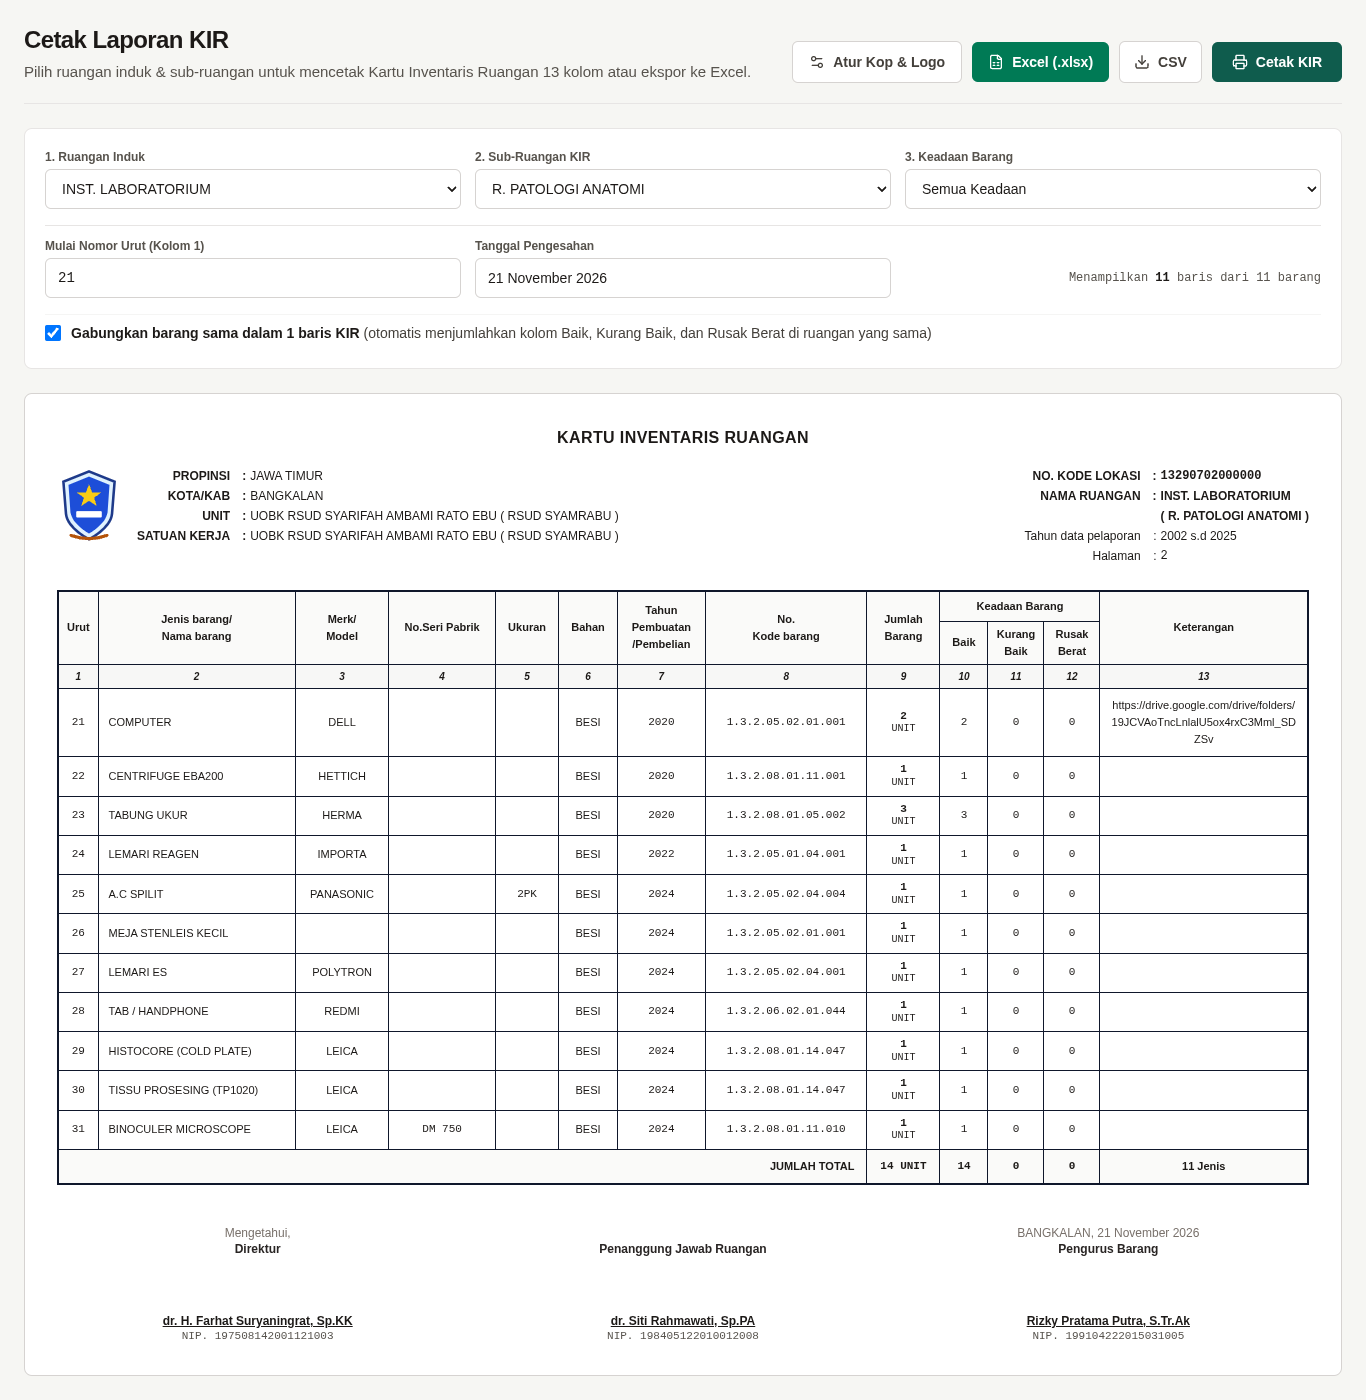 Cetak Laporan KIR
Pilih ruangan induk & sub-ruangan untuk mencetak Kartu Inventaris Ruangan 13 kolom atau ekspor ke Excel.
Atur Kop & Logo
Excel (.xlsx)
CSV
Cetak KIR
1. Ruangan Induk
2. Sub-Ruangan KIR
3. Keadaan Barang
INST. LABORATORIUM
R. PATOLOGI ANATOMI
Semua Keadaan
Mulai Nomor Urut (Kolom 1)
Tanggal Pengesahan
21
21 November 2026
Menampilkan 11 baris dari 11 barang
Gabungkan barang sama dalam 1 baris KIR (otomatis menjumlahkan kolom Baik, Kurang Baik, dan Rusak Berat di ruangan yang sama)
KARTU INVENTARIS RUANGAN
PROPINSI : JAWA TIMUR
KOTA/KAB : BANGKALAN
UNIT : UOBK RSUD SYARIFAH AMBAMI RATO EBU ( RSUD SYAMRABU )
SATUAN KERJA : UOBK RSUD SYARIFAH AMBAMI RATO EBU ( RSUD SYAMRABU )
NO. KODE LOKASI : 13290702000000
NAMA RUANGAN : INST. LABORATORIUM
( R. PATOLOGI ANATOMI )
Tahun data pelaporan : 2002 s.d 2025
Halaman : 2
Urut
Jenis barang/
Nama barang
Merk/
Model
No.Seri Pabrik
Ukuran
Bahan
Tahun
Pembuatan
/Pembelian
No.
Kode barang
Jumlah
Barang
Keadaan Barang
Baik
Kurang
Baik
Rusak
Berat
Keterangan
1 2 3 4 5 6 7 8 9 10 11 12 13
21 COMPUTER DELL BESI 2020 1.3.2.05.02.01.001 2 UNIT 2 0 0
https://drive.google.com/drive/folders/
19JCVAoTncLnlalU5ox4rxC3Mml_SD
ZSv
22 CENTRIFUGE EBA200 HETTICH BESI 2020 1.3.2.08.01.11.001 1 UNIT 1 0 0
23 TABUNG UKUR HERMA BESI 2020 1.3.2.08.01.05.002 3 UNIT 3 0 0
24 LEMARI REAGEN IMPORTA BESI 2022 1.3.2.05.01.04.001 1 UNIT 1 0 0
25 A.C SPILIT PANASONIC 2PK BESI 2024 1.3.2.05.02.04.004 1 UNIT 1 0 0
26 MEJA STENLEIS KECIL BESI 2024 1.3.2.05.02.01.001 1 UNIT 1 0 0
27 LEMARI ES POLYTRON BESI 2024 1.3.2.05.02.04.001 1 UNIT 1 0 0
28 TAB / HANDPHONE REDMI BESI 2024 1.3.2.06.02.01.044 1 UNIT 1 0 0
29 HISTOCORE (COLD PLATE) LEICA BESI 2024 1.3.2.08.01.14.047 1 UNIT 1 0 0
30 TISSU PROSESING (TP1020) LEICA BESI 2024 1.3.2.08.01.14.047 1 UNIT 1 0 0
31 BINOCULER MICROSCOPE LEICA DM 750 BESI 2024 1.3.2.08.01.11.010 1 UNIT 1 0 0
JUMLAH TOTAL 14 UNIT 14 0 0 11 Jenis
Mengetahui,
Direktur
Penanggung Jawab Ruangan
BANGKALAN, 21 November 2026
Pengurus Barang
dr. H. Farhat Suryaningrat, Sp.KK
NIP. 197508142001121003
dr. Siti Rahmawati, Sp.PA
NIP. 198405122010012008
Rizky Pratama Putra, S.Tr.Ak
NIP. 199104222015031005